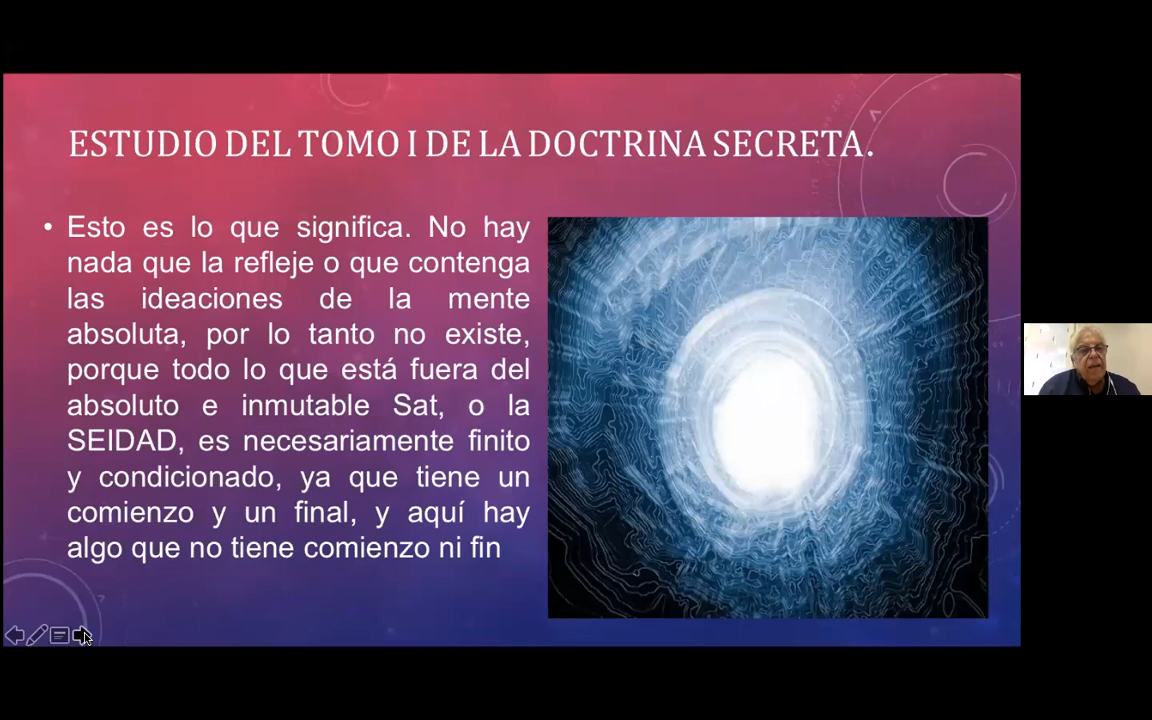 ESTUDIO DEL TOMO I DE LA DOCTRINA SECRETA.
• Esto es lo que significa. No hay
nada que la refleje o que contenga
las ideaciones de la mente
absoluta, por lo tanto no existe,
porque todo lo que está fuera del
absoluto e inmutable Sat, o la
SEIDAD, es necesariamente finito
y condicionado, ya que tiene un
comienzo y un final, y aquí hay
algo que no tiene comienzo ni fin